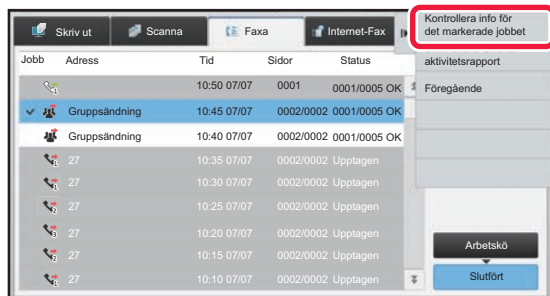 Skriv ut Scanna Faxa Internet-Fax
Kontrollera info för
det markerade jobbet
aktivitetsrapport
Föregående
Jobb Adress Tid Sidor Status
10:50 07/07 0001 0001/0005 OK
Gruppsändning 10:45 07/07 0002/0002 0001/0005 OK
Gruppsändning 10:40 07/07 0002/0002 0001/0005 OK
27 10:35 07/07 0002/0002 Upptagen
27 10:30 07/07 0002/0002 Upptagen
27 10:25 07/07 0002/0002 Upptagen
27 10:20 07/07 0002/0002 Upptagen
27 10:15 07/07 0002/0002 Upptagen
27 10:10 07/07 0002/0002 Upptagen
Arbetskö
Slutfört